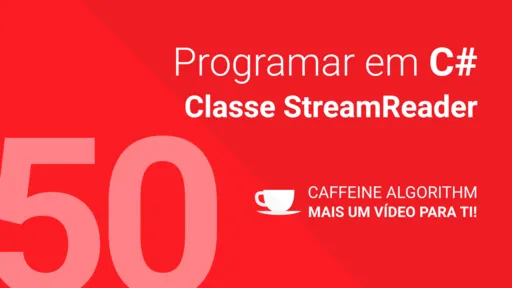 Programar em C#
Classe StreamReader
50
CAFFEINE ALGORITHM
MAIS UM VÍDEO PARA TI!